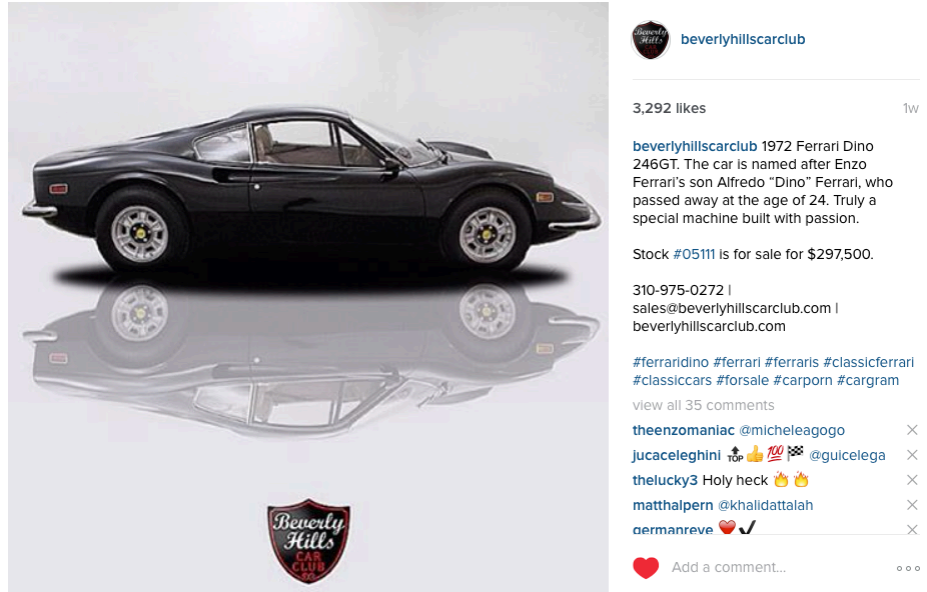 beverlyhillscarclub
3,292 likes
1w
beverlyhillscarclub 1972 Ferrari Dino
246GT. The car is named after Enzo
Ferrari's son Alfredo “Dino” Ferrari, who
passed away at the age of 24. Truly a
special machine built with passion.
Stock #05111 is for sale for $297,500.
310-975-0272 |
sales@beverlyhillscarclub.com |
beverlyhillscarclub.com
#ferraridino #ferrari #ferraris #classicferrari
#classiccars #forsale #carporn #cargram
view all 35 comments
theenzomaniac @micheleagogo
jucaceleghini 🔝👍💯🏁 @guicelega
thelucky3 Holy heck 🔥🔥
matthalpern @khalidattalah
germanreye ❤️✔️
Add a comment...
Beverly
Hills
CAR
CLUB